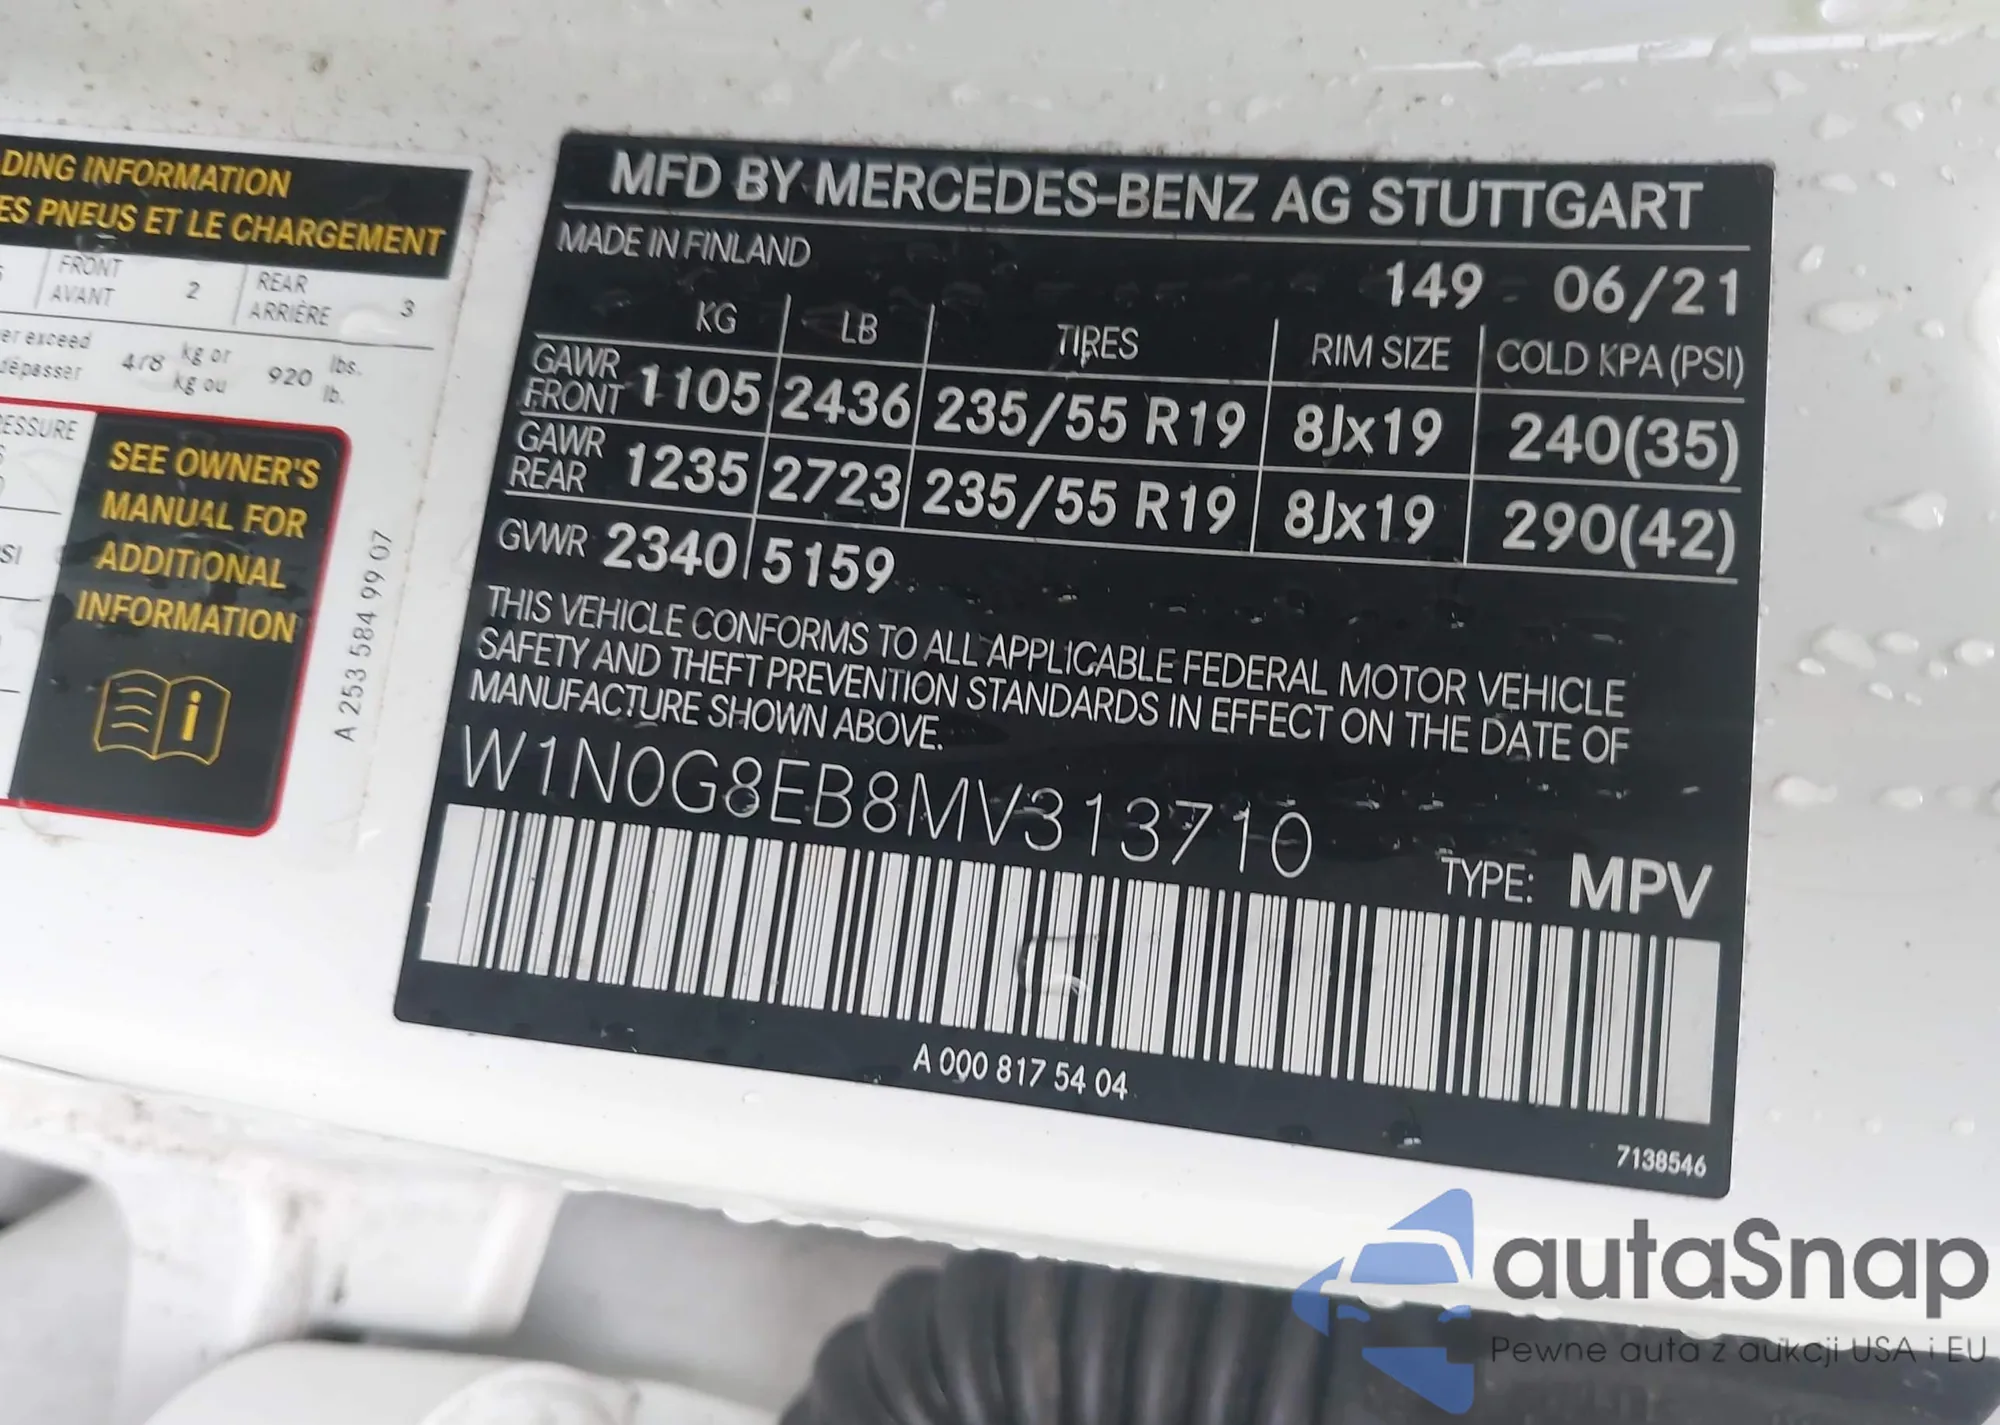 DING INFORMATION
ES PNEUS ET LE CHARGEMENT
FRONT
AVANT
2
REAR
ARRIÈRE
3
er exceed
dépasser
kg or
kg ou
920
lbs.
lb.
ESSURE
SI
SEE OWNER'S
MANUAL FOR
ADDITIONAL
INFORMATION
A 253 584 99 07
MFD BY MERCEDES-BENZ AG STUTTGART
MADE IN FINLAND
149 06/21
KG LB TIRES RIM SIZE COLD KPA (PSI)
GAWR
FRONT 1105 2436 235/55 R19 8Jx19 240(35)
GAWR
REAR 1235 2723 235/55 R19 8Jx19 290(42)
GVWR 2340 5159
THIS VEHICLE CONFORMS TO ALL APPLICABLE FEDERAL MOTOR VEHICLE
SAFETY AND THEFT PREVENTION STANDARDS IN EFFECT ON THE DATE OF
MANUFACTURE SHOWN ABOVE.
W1N0G8EB8MV313710
TYPE: MPV
A 000 817 54 04
7138546
autaSnap
Pewne auta z aukcji USA i EU